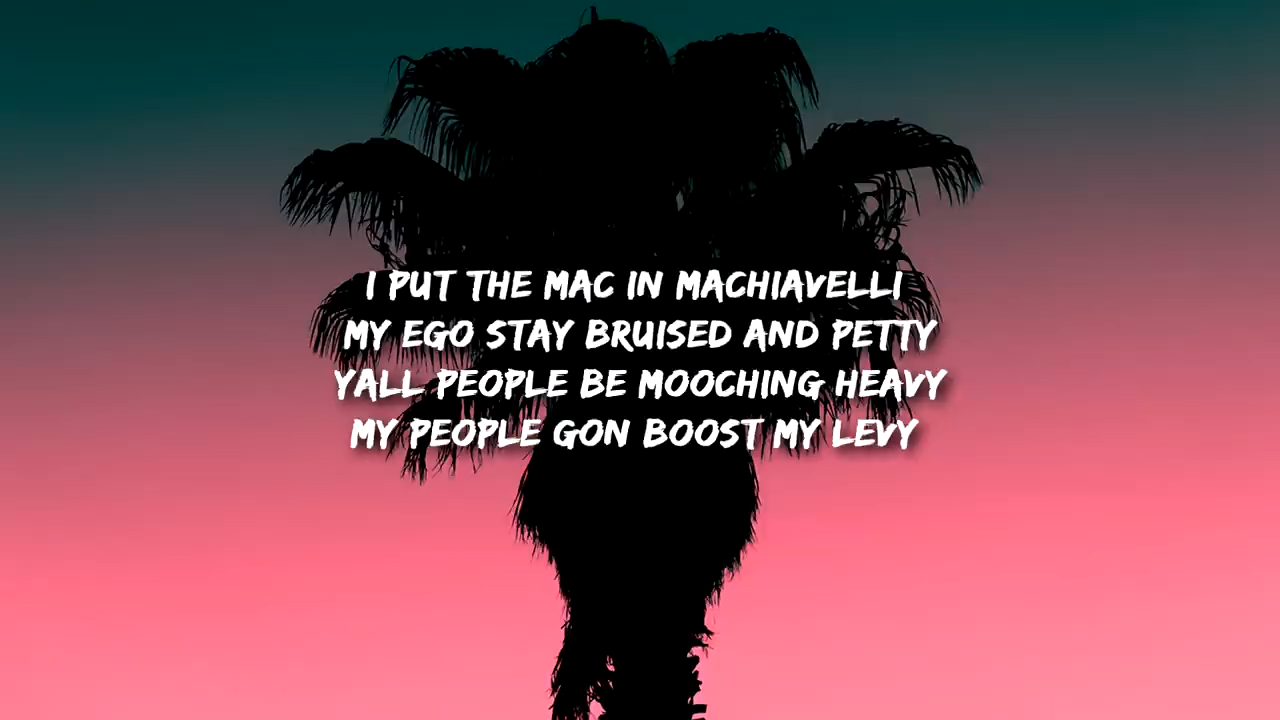 I PUT THE MAC IN MACHIAVELLI
MY EGO STAY BRUISED AND PETTY
YALL PEOPLE BE MOOCHING HEAVY
MY PEOPLE GON BOOST MY LEVY